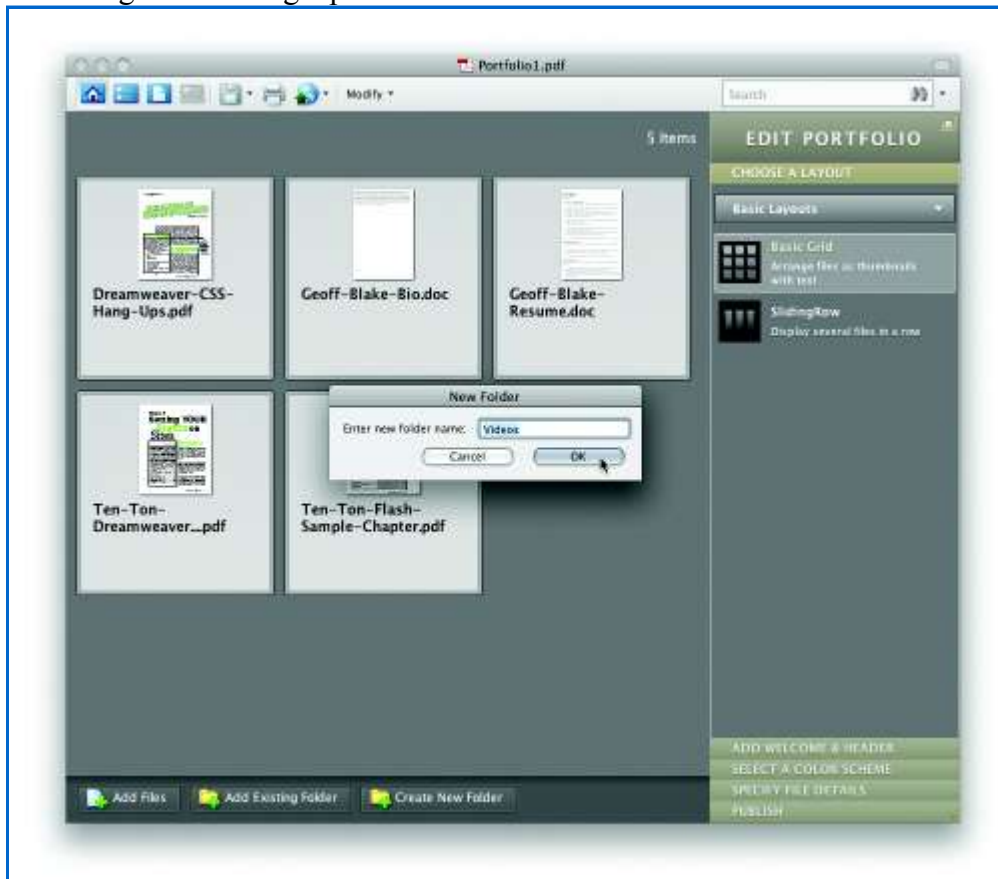 Portfolio1.pdf
Modify
Search
5 items
EDIT PORTFOLIO
CHOOSE A LAYOUT
Basic Layouts
Basic Grid
Arrange files as thumbnails
with text
SlidingRow
Display several files in a row
Dreamweaver-CSS-
Hang-Ups.pdf
Geoff-Blake-Bio.doc
Geoff-Blake-
Resume.doc
New Folder
Enter new folder name:
Videos
Cancel
OK
Ten-Ton-
Dreamweaver...pdf
Ten-Ton-Flash-
Sample-Chapter.pdf
ADD WELCOME & HEADER
SELECT A COLOR SCHEME
SPECIFY FILE DETAILS
PUBLISH
Add Files
Add Existing Folder
Create New Folder